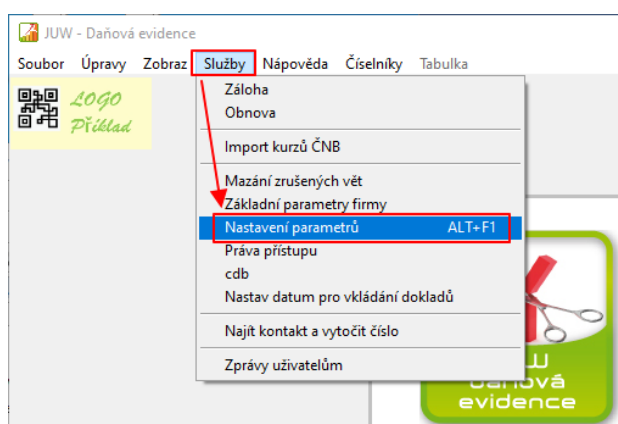 JUW - Daňová evidence
Soubor Úpravy Zobraz Služby Nápověda Číselníky Tabulka
LOGO
Příklad
Záloha
Obnova
Import kurzů ČNB
Mazání zrušených vět
Základní parametry firmy
Nastavení parametrů ALT+F1
Práva přístupu
cdb
Nastav datum pro vkládání dokladů
Najít kontakt a vytočit číslo
Zprávy uživatelům
daňová
evidence